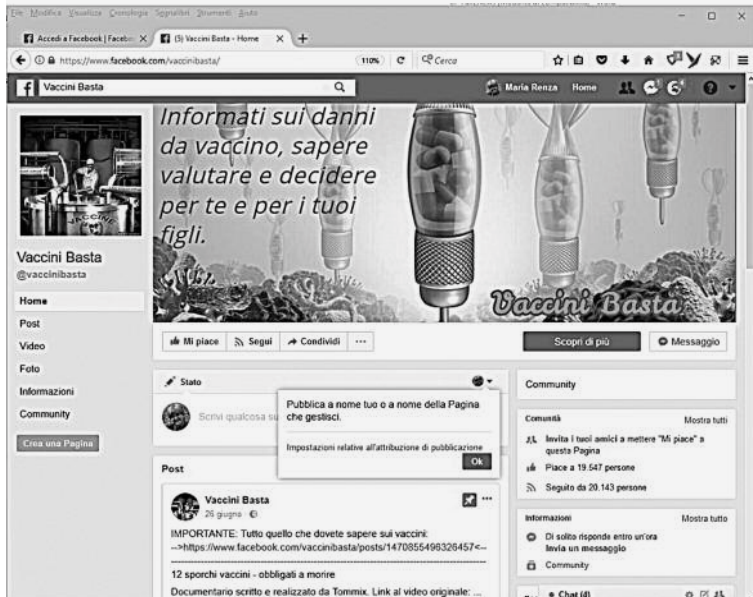 File Modifica Visualizza Cronologia Segnalibri Strumenti Aiuto
Accedi a Facebook | Facebo X
(3) Vaccini Basta - Home X +
https://www.facebook.com/vaccinibasta/
110%
Cerca
Vaccini Basta
Maria Renza Home
Informati sui danni
da vaccino, sapere
valutare e decidere
per te e per i tuoi
figli.
Vaccini Basta
VACCINE
Vaccini Basta
@vaccinibasta
Home
Post
Video
Foto
Informazioni
Community
Crea una Pagina
Mi piace Segui Condividi ...
Scopri di più
Messaggio
Stato
Scrivi qualcosa su
Pubblica a nome tuo o a nome della Pagina
che gestisci.
Impostazioni relative all'attribuzione di pubblicazione
Ok
Post
Vaccini Basta
26 giugno
IMPORTANTE: Tutto quello che dovete sapere sui vaccini:
-->https://www.facebook.com/vaccinibasta/posts/1470855496326457<--
12 sporchi vaccini - obbligati a morire
Documentario scritto e realizzato da Tommix. Link al video originale: ...
Community
Comunità Mostra tutti
Invita i tuoi amici a mettere "Mi piace" a
questa Pagina
Piace a 19.547 persone
Seguito da 20.143 persone
Informazioni Mostra tutto
Di solito risponde entro un'ora
Invia un messaggio
Community
Chat (4)